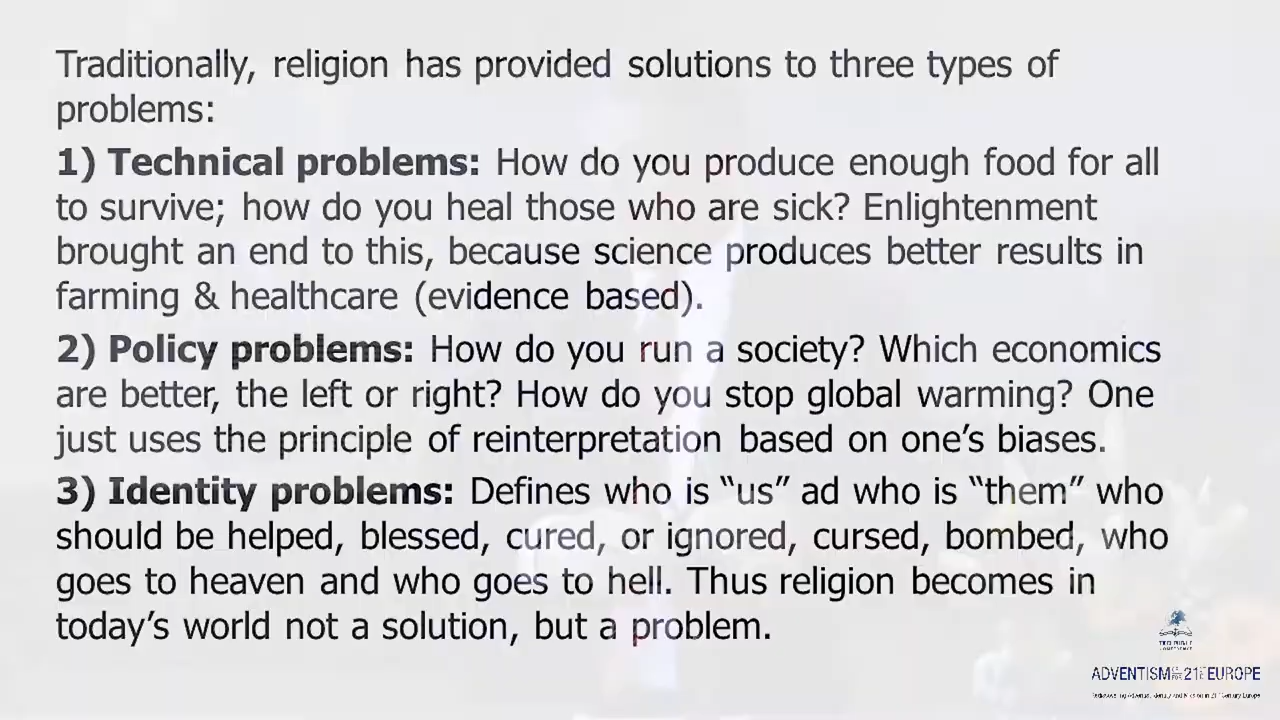 Traditionally, religion has provided solutions to three types of
problems:
1) Technical problems: How do you produce enough food for all
to survive; how do you heal those who are sick? Enlightenment
brought an end to this, because science produces better results in
farming & healthcare (evidence based).
2) Policy problems: How do you run a society? Which economics
are better, the left or right? How do you stop global warming? One
just uses the principle of reinterpretation based on one’s biases.
3) Identity problems: Defines who is “us” ad who is “them” who
should be helped, blessed, cured, or ignored, cursed, bombed, who
goes to heaven and who goes to hell. Thus religion becomes in
today’s world not a solution, but a problem.
CONFERENCE
ADVENTISM 21 EUROPE